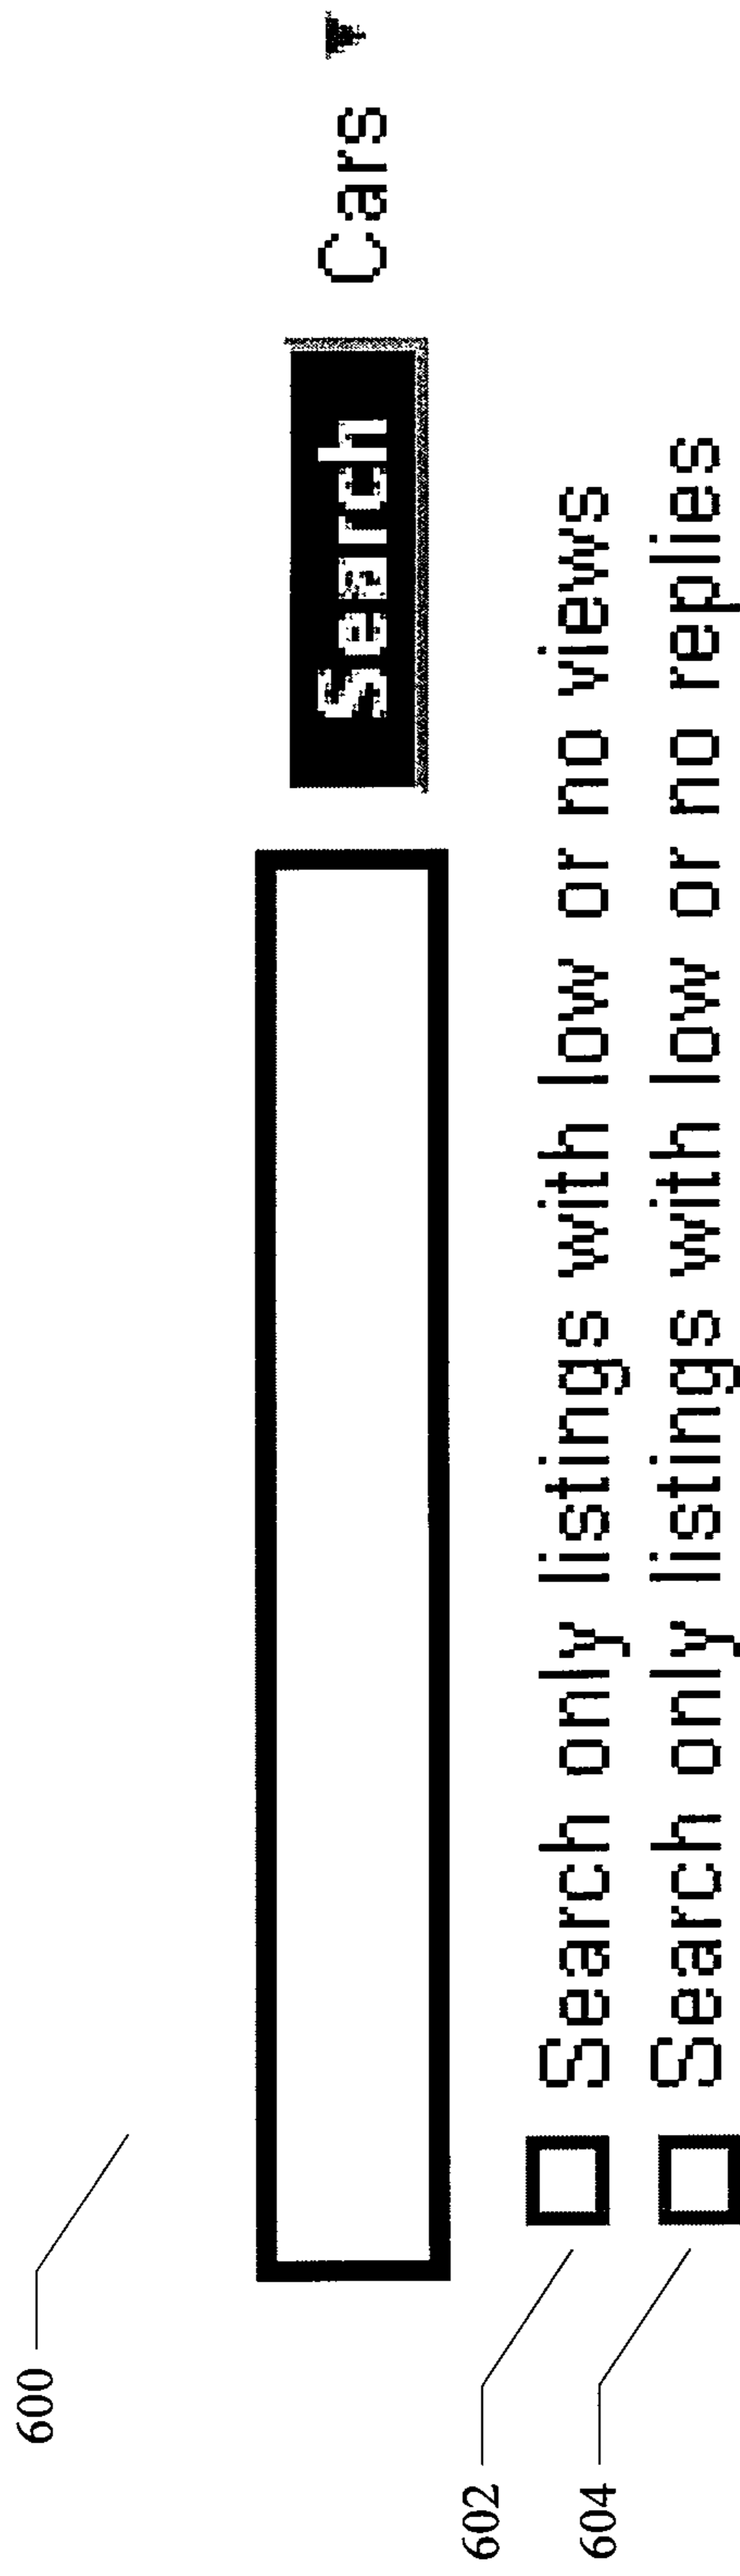 600
Search Cars
602 Search only listings with low or no views
604 Search only listings with low or no replies